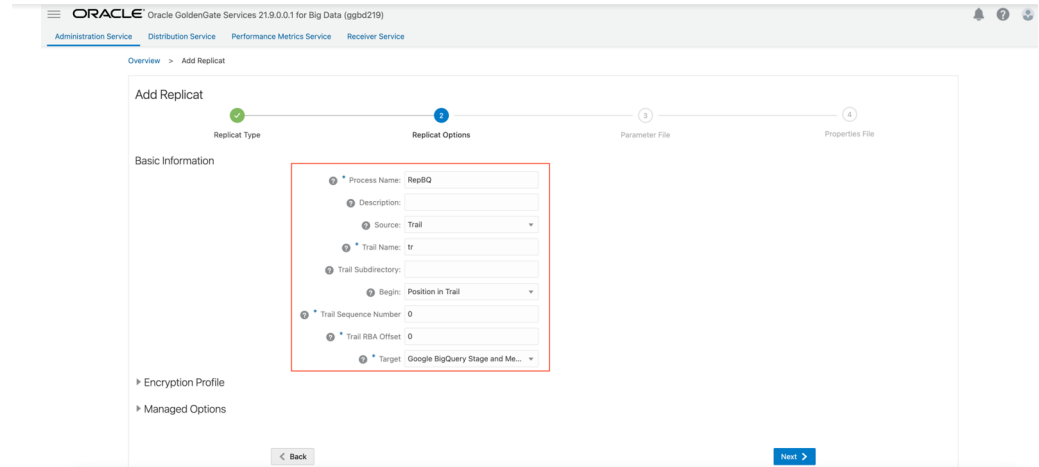 ORACLE Oracle GoldenGate Services 21.9.0.0.1 for Big Data (ggbd219)
Administration Service Distribution Service Performance Metrics Service Receiver Service
Overview > Add Replicat
Add Replicat
2 3 4
Replicat Type Replicat Options Parameter File Properties File
Basic Information
* Process Name: RepBQ
Description:
Source: Trail
* Trail Name: tr
Trail Subdirectory:
Begin: Position in Trail
* Trail Sequence Number 0
* Trail RBA Offset 0
* Target Google BigQuery Stage and Me...
Encryption Profile
Managed Options
< Back Next >